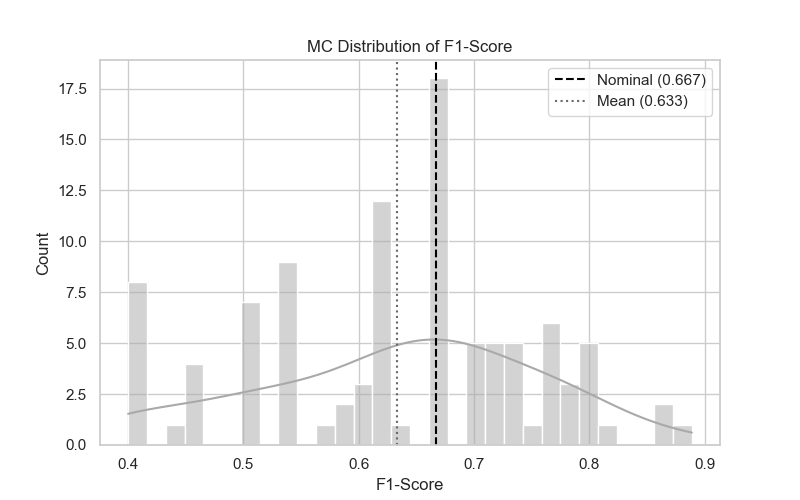 MC Distribution of F1-Score
Nominal (0.667)
Mean (0.633)
Count
17.5
15.0
12.5
10.0
7.5
5.0
2.5
0.0
0.4 0.5 0.6 0.7 0.8 0.9
F1-Score